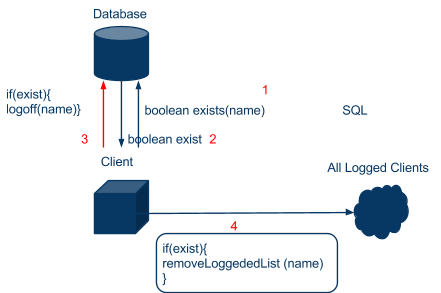 Database
1
if(exist){
logoff(name)}
boolean exists(name)
SQL
3
boolean exist 2
Client
All Logged Clients
4
if(exist){
removeLoggededList (name)
}